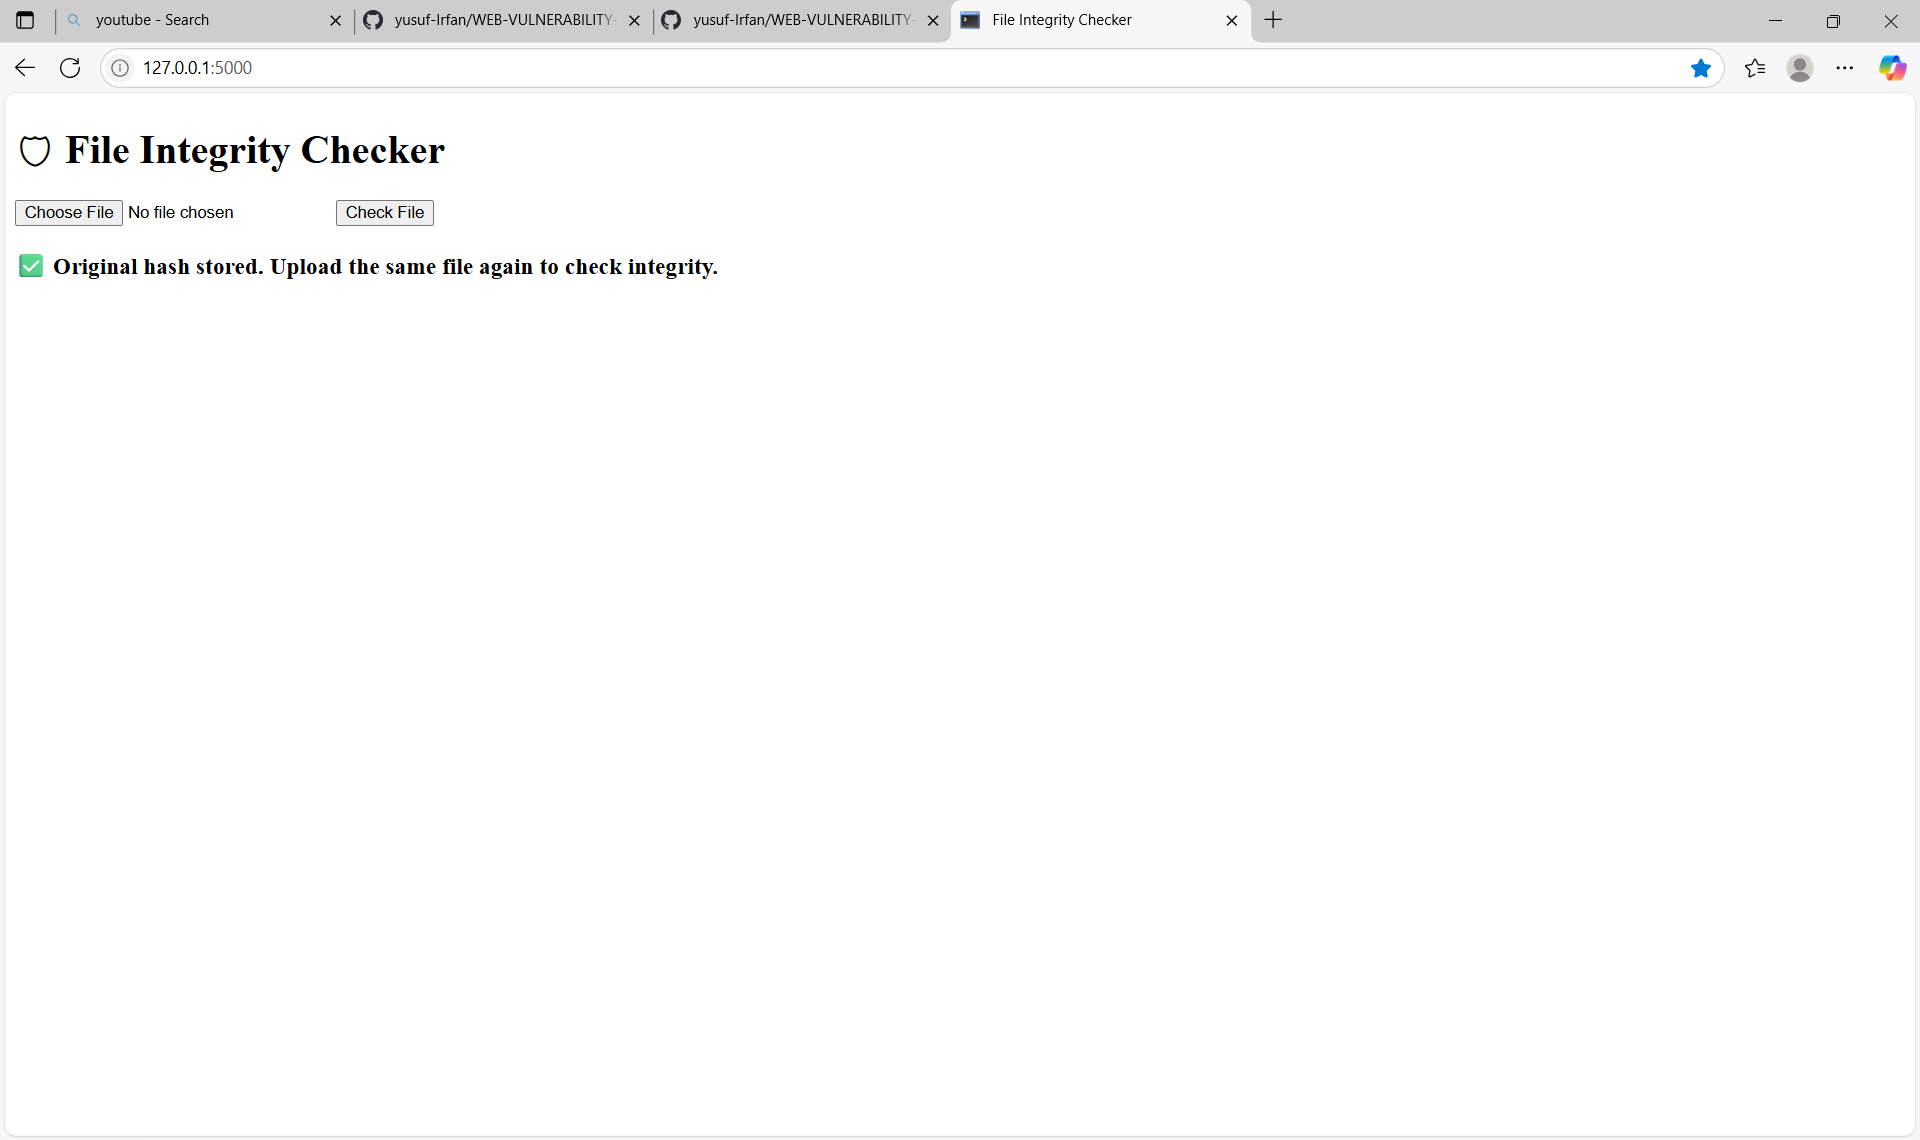 youtube - Search
yusuf-Irfan/WEB-VULNERABILITY-
yusuf-Irfan/WEB-VULNERABILITY-
File Integrity Checker
127.0.0.1:5000
File Integrity Checker
Choose File No file chosen Check File
Original hash stored. Upload the same file again to check integrity.